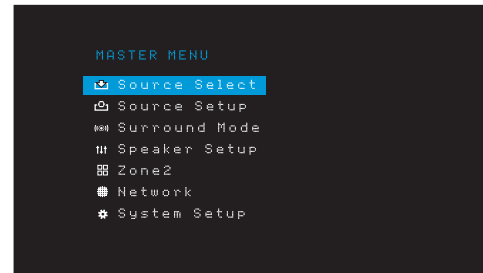 MASTER MENU
Source Select
Source Setup
Surround Mode
Speaker Setup
Zone2
Network
System Setup